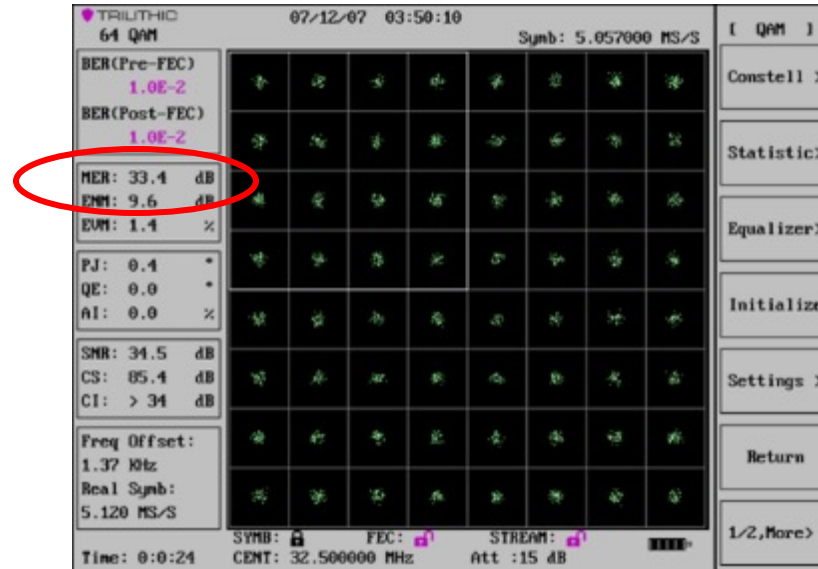 TRILITHIC
07/12/07 03:50:10
64 QAM
Symb: 5.057000 MS/S
[ QAM ]
BER(Pre-FEC)
1.0E-2
BER(Post-FEC)
1.0E-2
MER: 33.4 dB
ENM: 9.6 dB
EVM: 1.4 %
PJ: 0.4 °
QE: 0.0 °
AI: 0.0 %
SNR: 34.5 dB
CS: 85.4 dB
CI: > 34 dB
Freq Offset:
1.37 KHz
Real Symb:
5.120 MS/S
Time: 0:0:24
SYMB:
FEC:
STREAM:
CENT: 32.500000 MHz
Att :15 dB
Constell >
Statistic>
Equalizer>
Initialize
Settings >
Return
1/2,More>